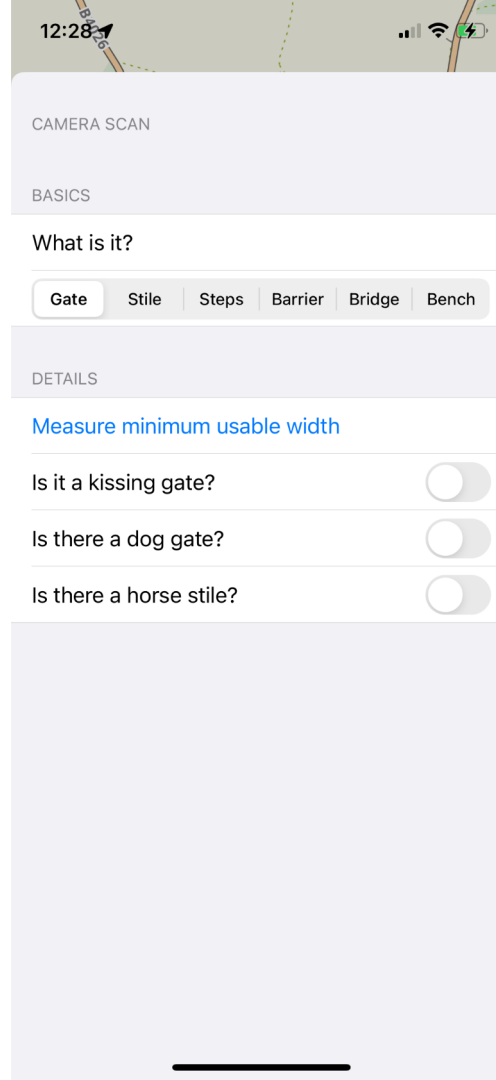 B4026
12:28
CAMERA SCAN
BASICS
What is it?
Gate Stile Steps Barrier Bridge Bench
DETAILS
Measure minimum usable width
Is it a kissing gate?
Is there a dog gate?
Is there a horse stile?